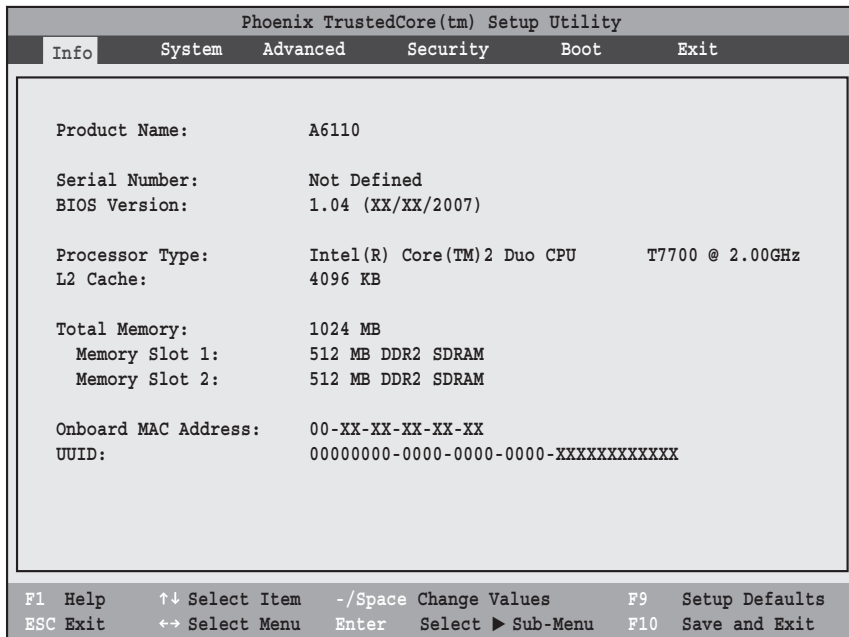 Phoenix TrustedCore(tm) Setup Utility
Info System Advanced Security Boot Exit
Product Name: A6110
Serial Number: Not Defined
BIOS Version: 1.04 (XX/XX/2007)
Processor Type: Intel(R) Core(TM)2 Duo CPU T7700 @ 2.00GHz
L2 Cache: 4096 KB
Total Memory: 1024 MB
Memory Slot 1: 512 MB DDR2 SDRAM
Memory Slot 2: 512 MB DDR2 SDRAM
Onboard MAC Address: 00-XX-XX-XX-XX-XX
UUID: 00000000-0000-0000-0000-XXXXXXXXXXXX
F1 Help ↑↓ Select Item -/Space Change Values F9 Setup Defaults
ESC Exit ←→ Select Menu Enter Select ▶ Sub-Menu F10 Save and Exit